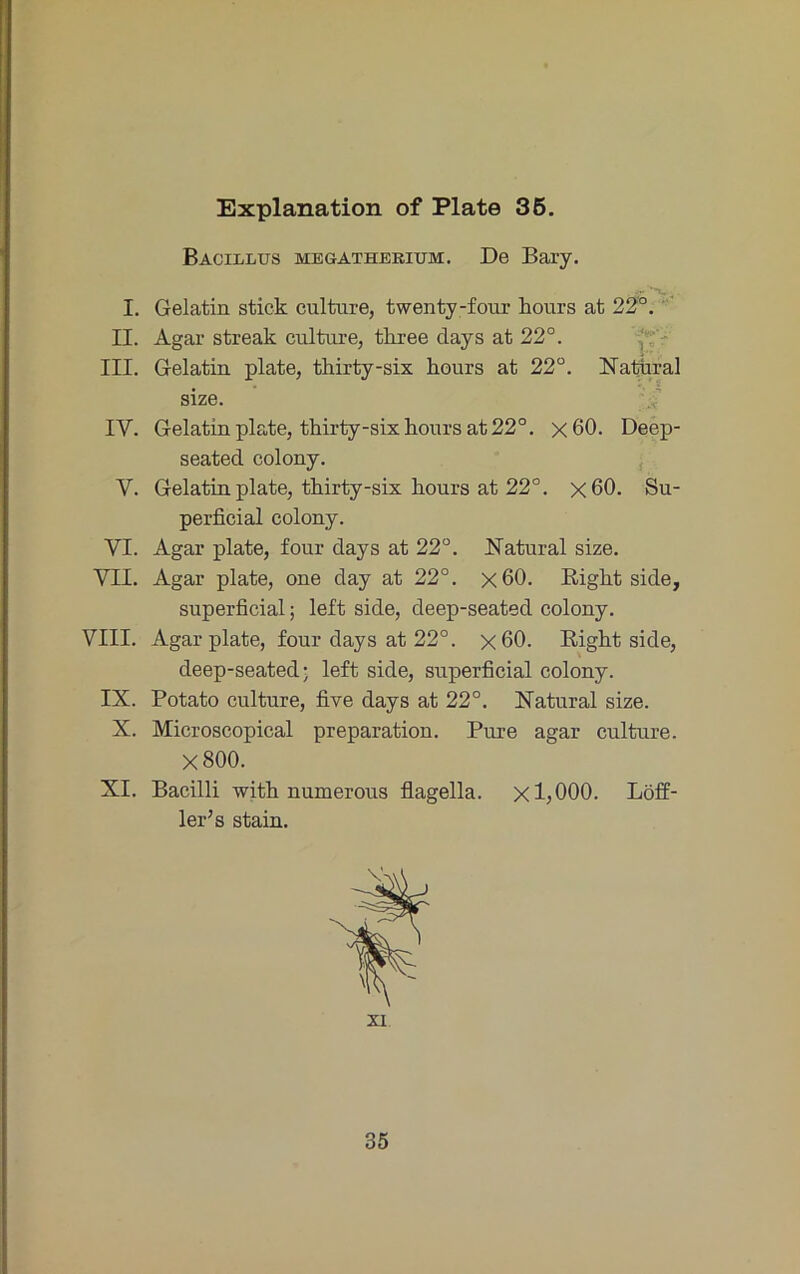 Explanation of Plate 35.
BACILLUS MEGATHERIUM. De Bary.
I. Gelatin stick culture, twenty-four hours at 22°.
II. Agar streak culture, three days at 22°.
III. Gelatin plate, thirty-six hours at 22°. Natural
size.
IV. Gelatin plate, thirty-six hours at 22°. ×60. Deep-
seated colony.
V. Gelatin plate, thirty-six hours at 22°. ×60. Su-
perficial colony.
VI. Agar plate, four days at 22°. Natural size.
VII. Agar plate, one day at 22°. ×60. Right side,
superficial; left side, deep-seated colony.
VIII. Agar plate, four days at 22°. ×60. Right side,
deep-seated; left side, superficial colony.
IX. Potato culture, five days at 22°. Natural size.
X. Microscopical preparation. Pure agar culture.
×800.
XI. Bacilli with numerous flagella. ×1,000. Löff-
ler's stain.
XI
35